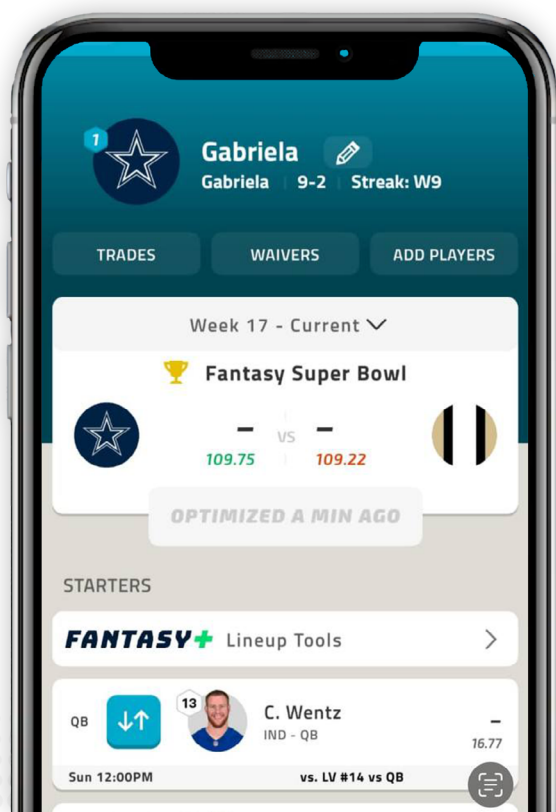 1
Gabriela
Gabriela 9-2 Streak: W9
TRADES WAIVERS ADD PLAYERS
Week 17 - Current
Fantasy Super Bowl
– VS –
109.75 109.22
OPTIMIZED A MIN AGO
STARTERS
FANTASY+ Lineup Tools
QB 13 C. Wentz –
IND - QB 16.77
Sun 12:00PM vs. LV #14 vs QB